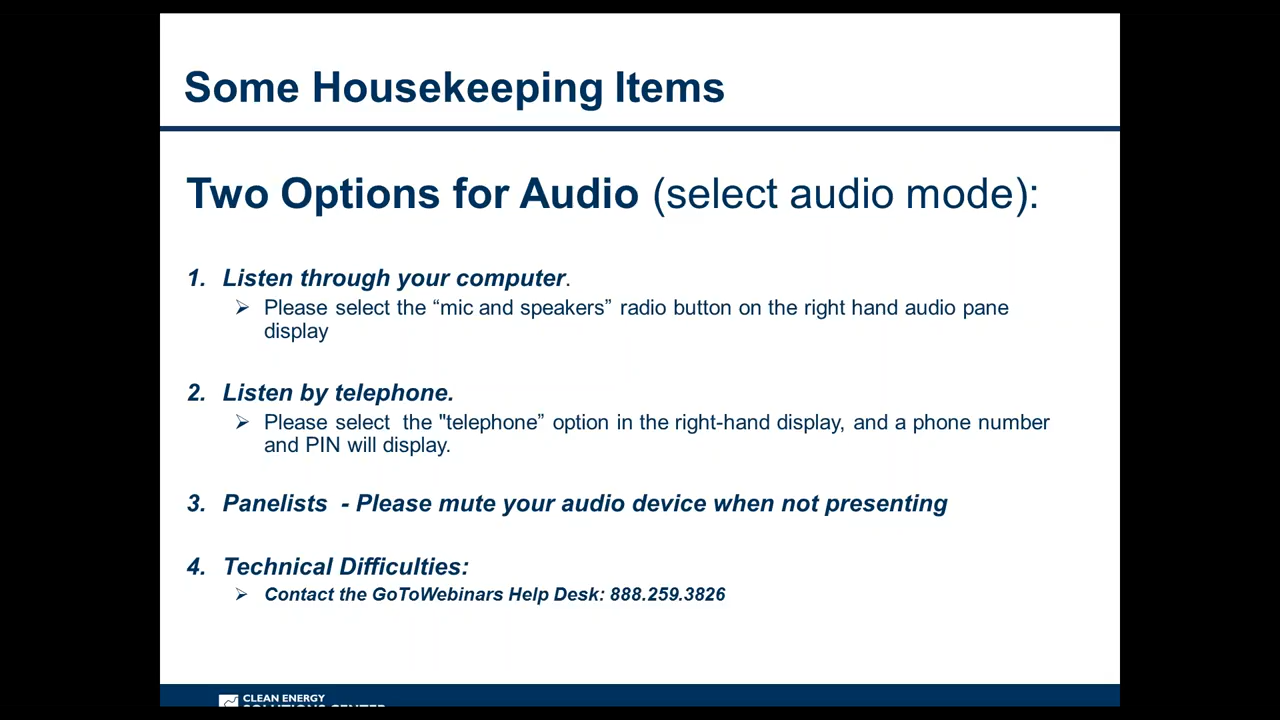 Some Housekeeping Items
Two Options for Audio (select audio mode):
1. Listen through your computer.
➢ Please select the “mic and speakers” radio button on the right hand audio pane
display
2. Listen by telephone.
➢ Please select  the "telephone” option in the right-hand display, and a phone number
and PIN will display.
3. Panelists  - Please mute your audio device when not presenting
4. Technical Difficulties:
➢ Contact the GoToWebinars Help Desk: 888.259.3826
CLEAN ENERGY
SOLUTIONS CENTER